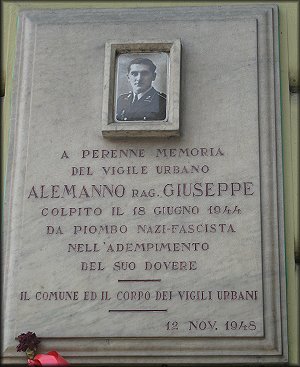 A PERENNE MEMORIA
DEL VIGILE URBANO
ALEMANNO RAG. GIUSEPPE
COLPITO IL 18 GIUGNO 1944
DA PIOMBO NAZI-FASCISTA
NELL'ADEMPIMENTO
DEL SUO DOVERE
IL COMUNE ED IL CORPO DEI VIGILI URBANI
12 NOV. 1948